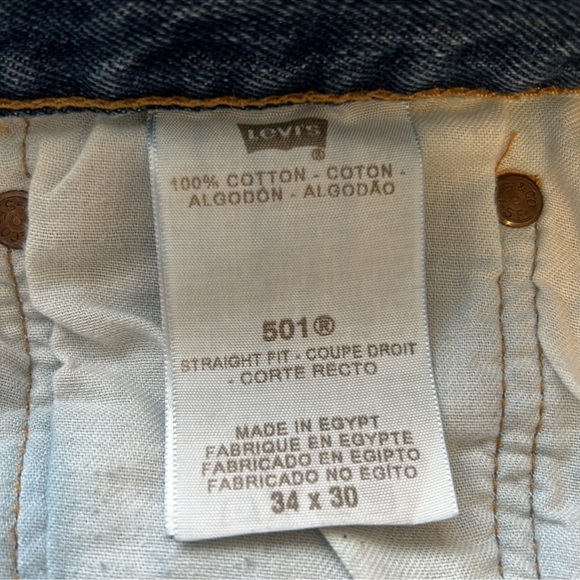 Levi's
®
100% COTTON - COTON -
ALGODÓN - ALGODÃO
501®
STRAIGHT FIT - COUPE DROIT
- CORTE RECTO
MADE IN EGYPT
FABRIQUE EN EGYPTE
FABRICADO EN EGIPTO
FABRICADO NO EGÍTO
34 x 30